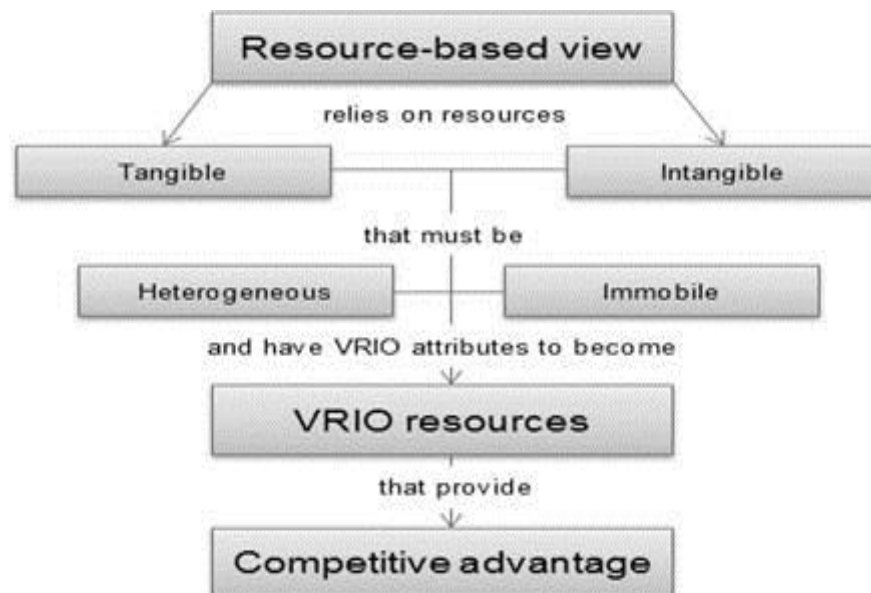 Resource-based view
relies on resources
Tangible
Intangible
that must be
Heterogeneous
Immobile
and have VRIO attributes to become
VRIO resources
that provide
Competitive advantage